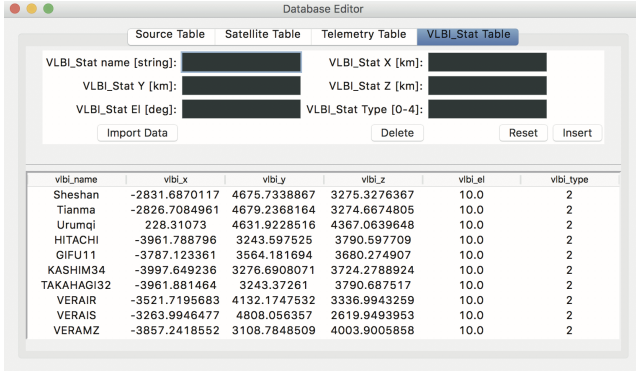 Database Editor
Source Table Satellite Table Telemetry Table VLBI_Stat Table
VLBI_Stat name [string]: VLBI_Stat X [km]:
VLBI_Stat Y [km]: VLBI_Stat Z [km]:
VLBI_Stat El [deg]: VLBI_Stat Type [0-4]:
Import Data Delete Reset Insert
vlbi_name vlbi_x vlbi_y vlbi_z vlbi_el vlbi_type
Sheshan -2831.6870117 4675.7338867 3275.3276367 10.0 2
Tianma -2826.7084961 4679.2368164 3274.6674805 10.0 2
Urumqi 228.31073 4631.9228516 4367.0639648 10.0 2
HITACHI -3961.788796 3243.597525 3790.597709 10.0 2
GIFU11 -3787.123361 3564.181694 3680.274907 10.0 2
KASHIM34 -3997.649236 3276.6908071 3724.2788924 10.0 2
TAKAHAGI32 -3961.881464 3243.37261 3790.687517 10.0 2
VERAIR -3521.7195683 4132.1747532 3336.9943259 10.0 2
VERAIS -3263.9946477 4808.056357 2619.9493953 10.0 2
VERAMZ -3857.2418552 3108.7848509 4003.9005858 10.0 2